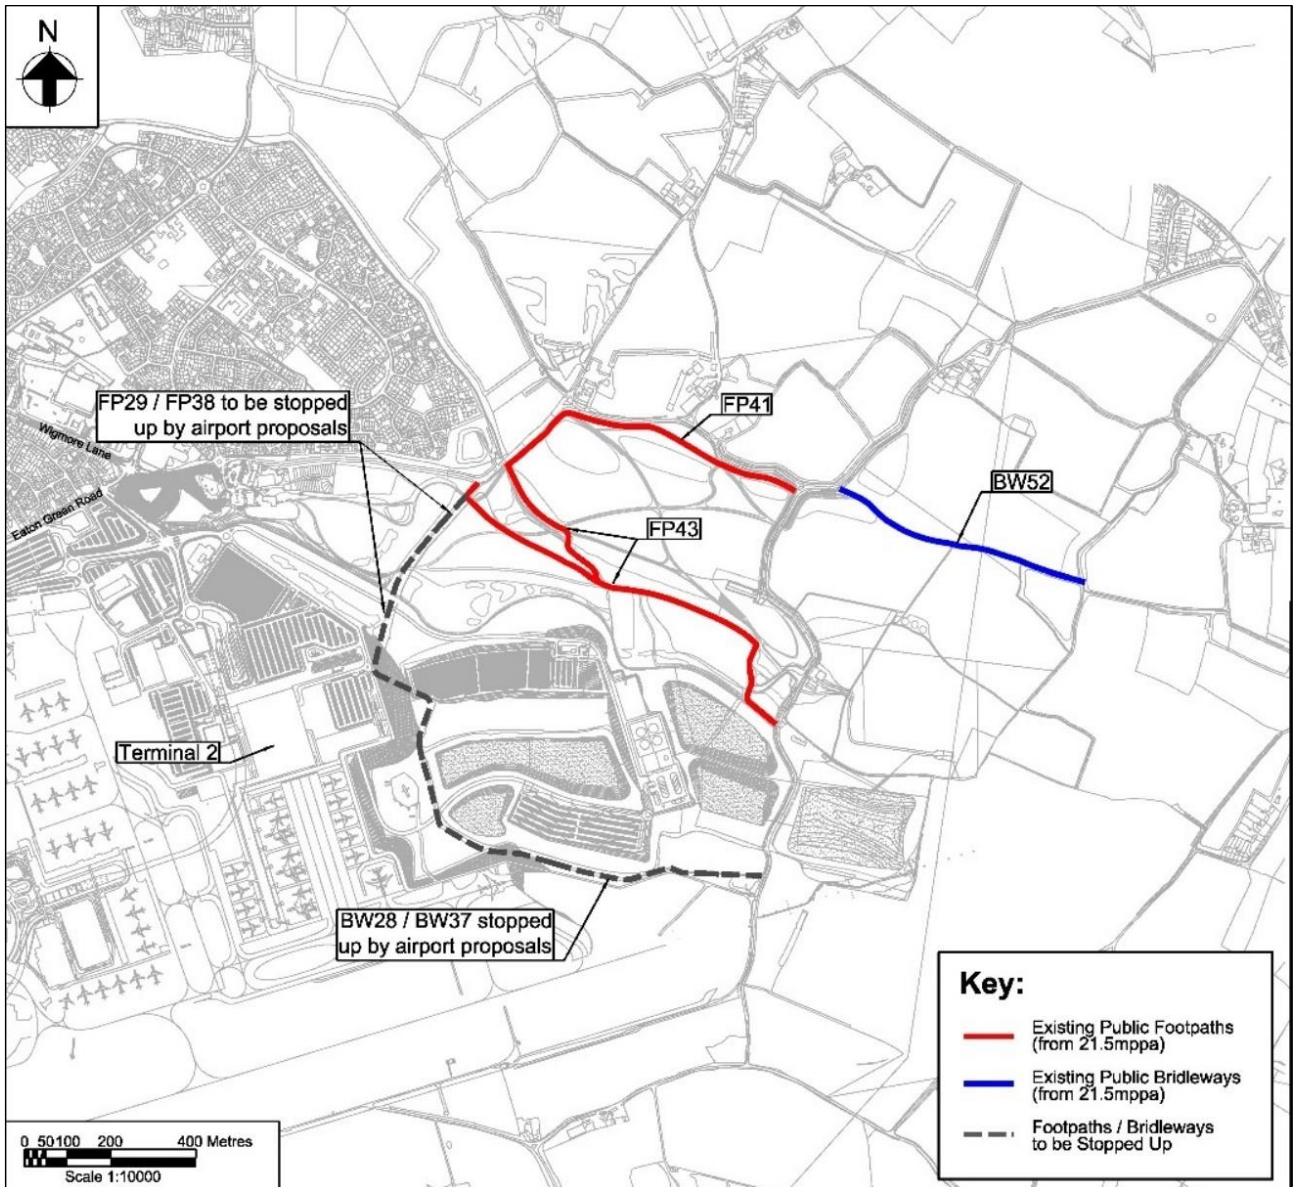 N
FP29 / FP38 to be stopped
up by airport proposals
Wigmore Lane
Eaton Green Road
FP41
BW52
FP43
Terminal 2
BW28 / BW37 stopped
up by airport proposals
Key:
Existing Public Footpaths
(from 21.5mppa)
Existing Public Bridleways
(from 21.5mppa)
Footpaths / Bridleways
to be Stopped Up
0 50 100 200 400 Metres
Scale 1:10000